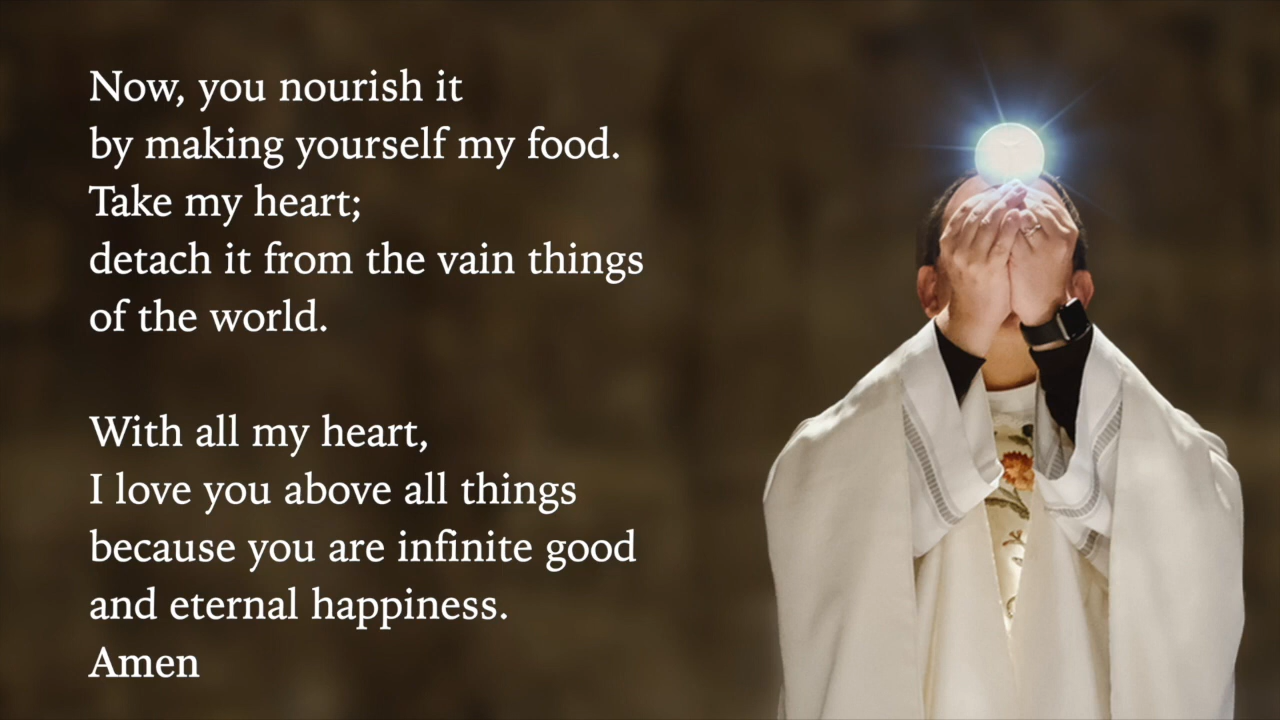 Now, you nourish it
by making yourself my food.
Take my heart;
detach it from the vain things
of the world.
With all my heart,
I love you above all things
because you are infinite good
and eternal happiness.
Amen